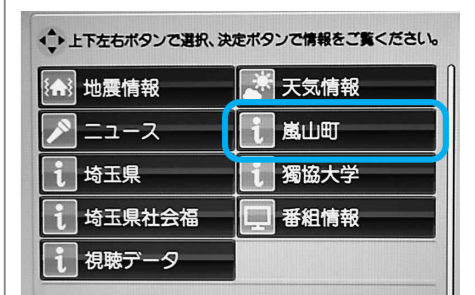 上下左右ボタンで選択、決定ボタンで情報をご覧ください。
地震情報
天気情報
ニュース
嵐山町
埼玉県
獨協大学
埼玉県社会福
番組情報
視聴データ